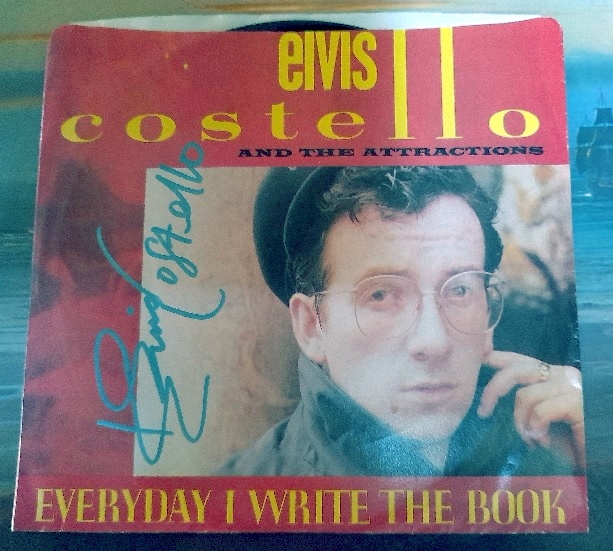 elvis
costello
AND THE ATTRACTIONS
Elvis Costello
EVERYDAY I WRITE THE BOOK